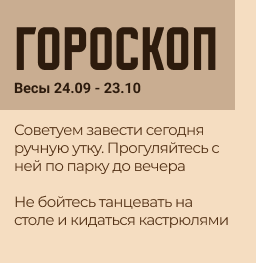 ГОРОСКОП
Весы 24.09 - 23.10
Советуем завести сегодня
ручную утку. Прогуляйтесь с
ней по парку до вечера
Не бойтесь танцевать на
столе и кидаться кастрюлями